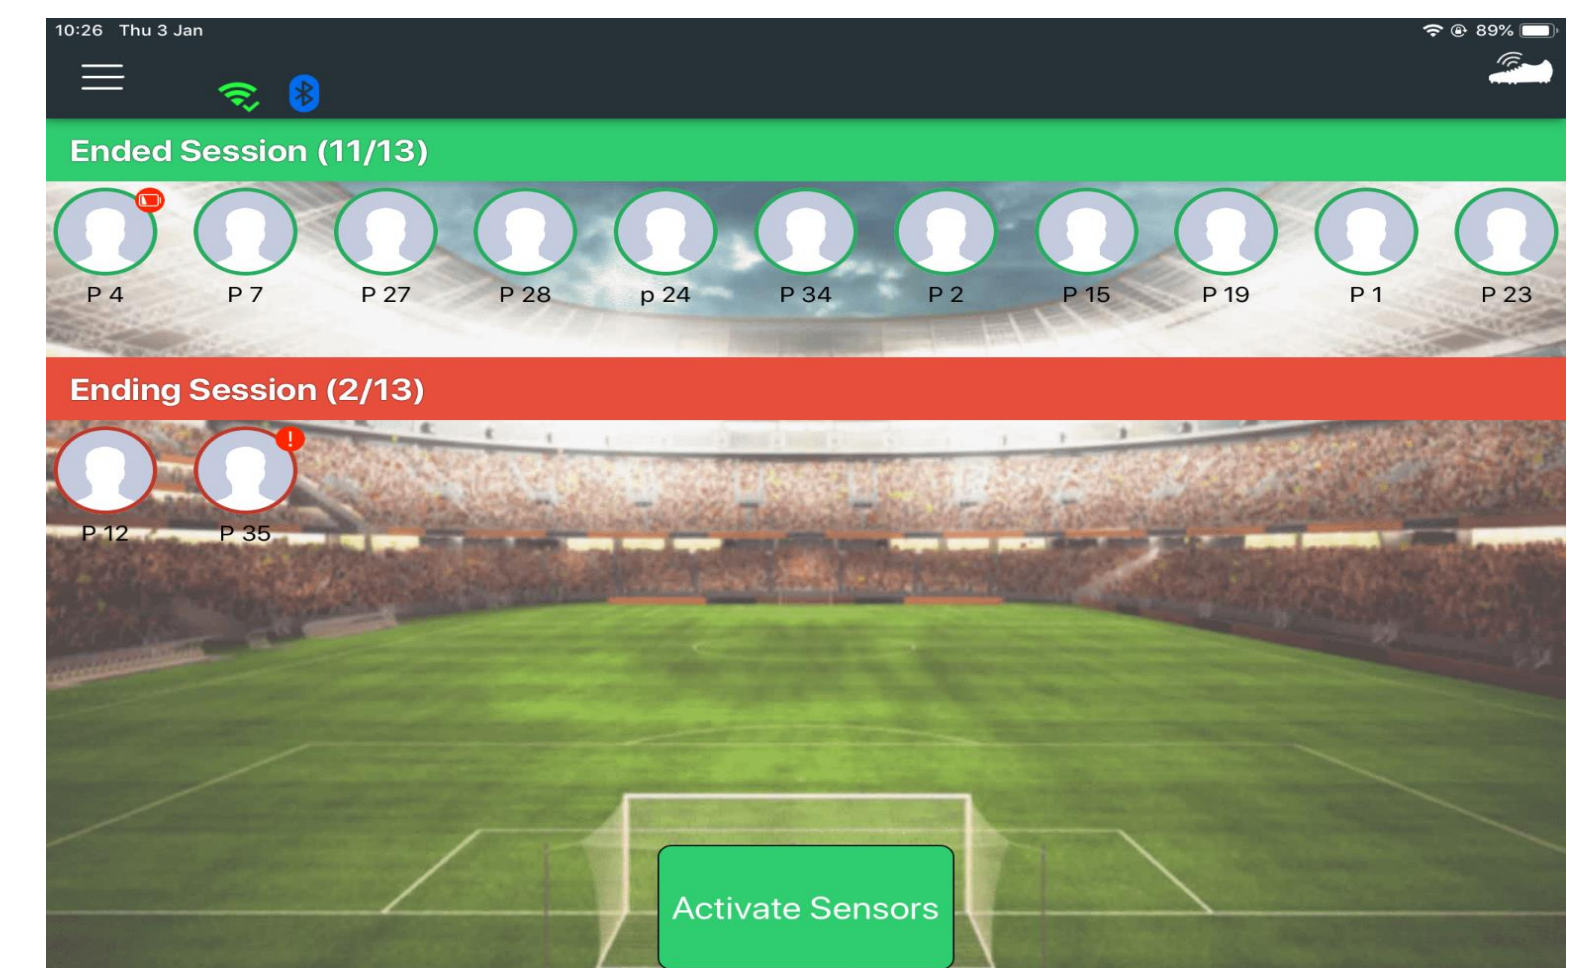 10:26 Thu 3 Jan 89%
Ended Session (11/13)
P 4 P 7 P 27 P 28 p 24 P 34 P 2 P 15 P 19 P 1 P 23
Ending Session (2/13)
!
P 12 P 35
Activate Sensors